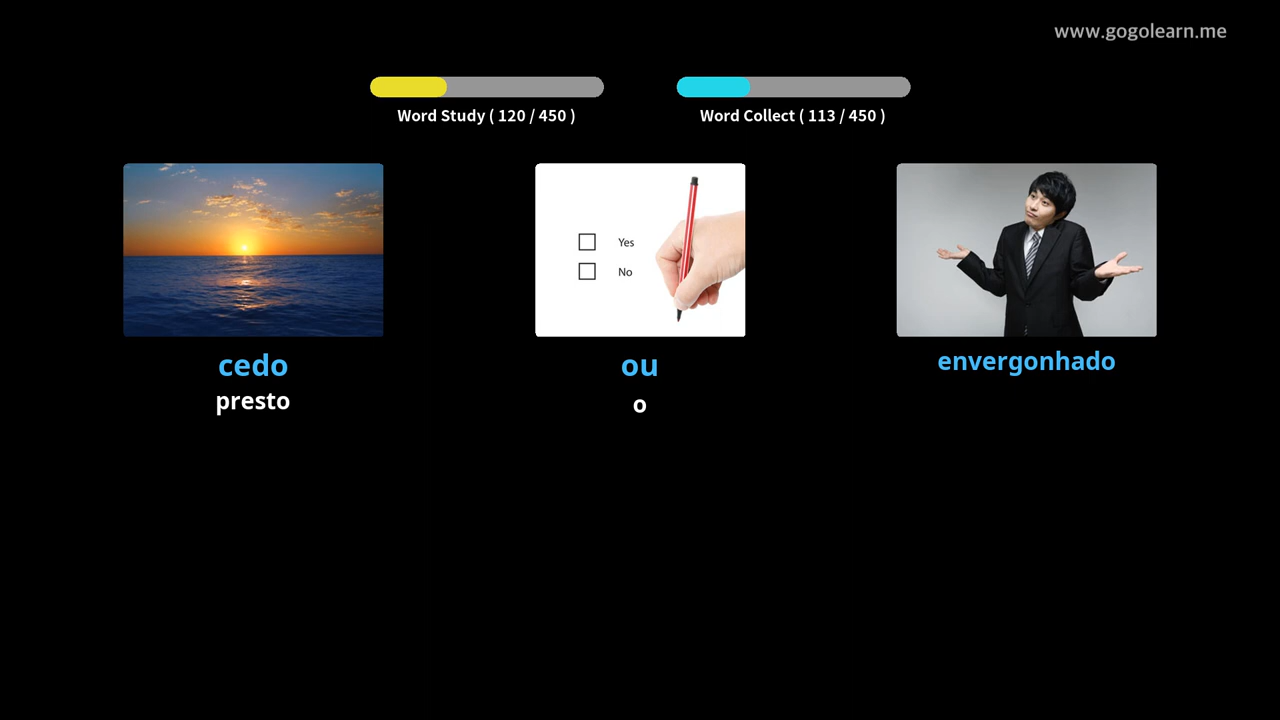 www.gogolearn.me
Word Study ( 120 / 450 )
Word Collect ( 113 / 450 )
Yes
No
cedo
presto
ou
o
envergonhado